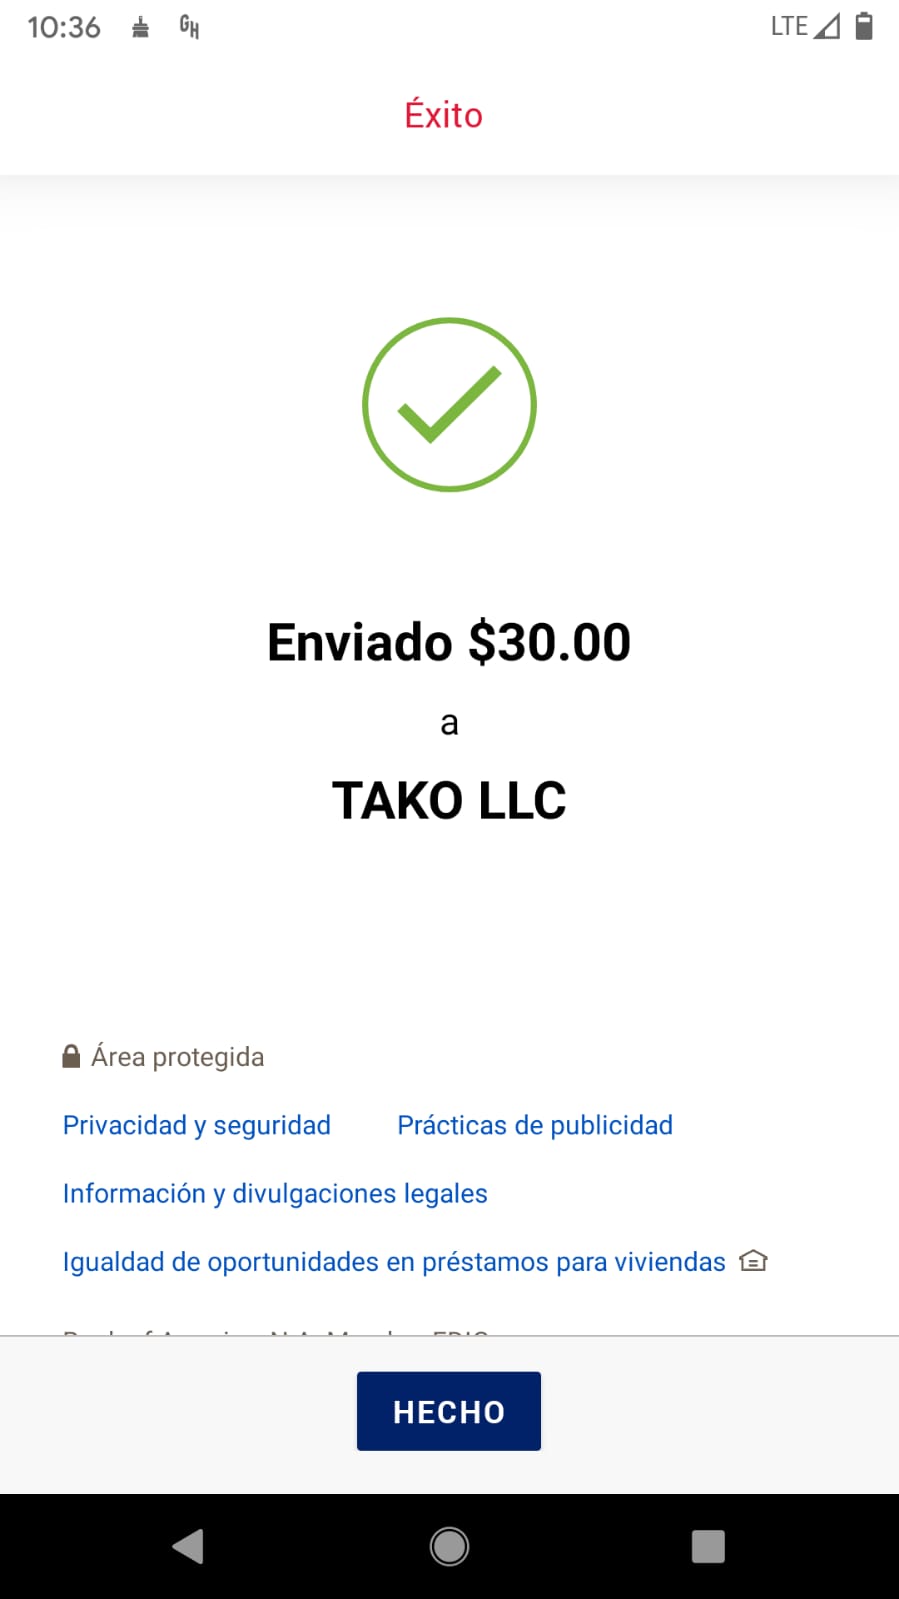 10:36 GH LTE
Éxito
Enviado $30.00
a
TAKO LLC
Área protegida
Privacidad y seguridad Prácticas de publicidad
Información y divulgaciones legales
Igualdad de oportunidades en préstamos para viviendas
HECHO